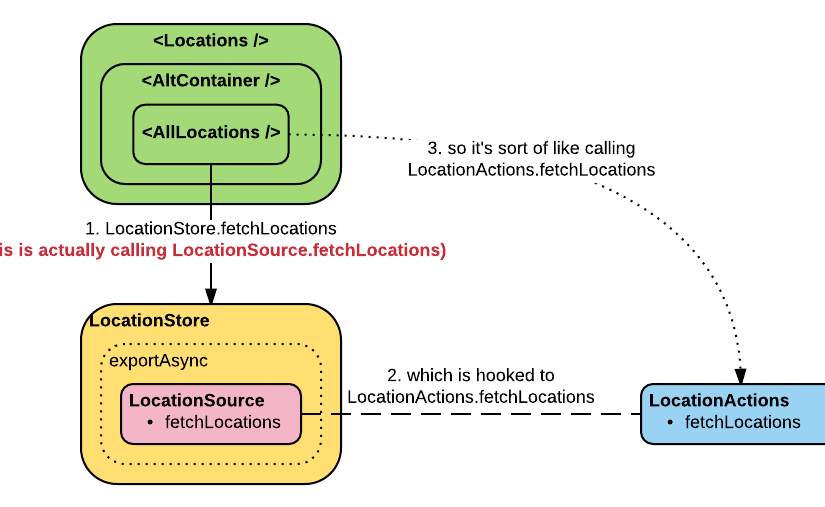 <Locations />
<AltContainer />
<AllLocations />
3. so it's sort of like calling
LocationActions.fetchLocations
1. LocationStore.fetchLocations
is is actually calling LocationSource.fetchLocations)
LocationStore
exportAsync
2. which is hooked to
LocationActions.fetchLocations
LocationSource
• fetchLocations
LocationActions
• fetchLocations